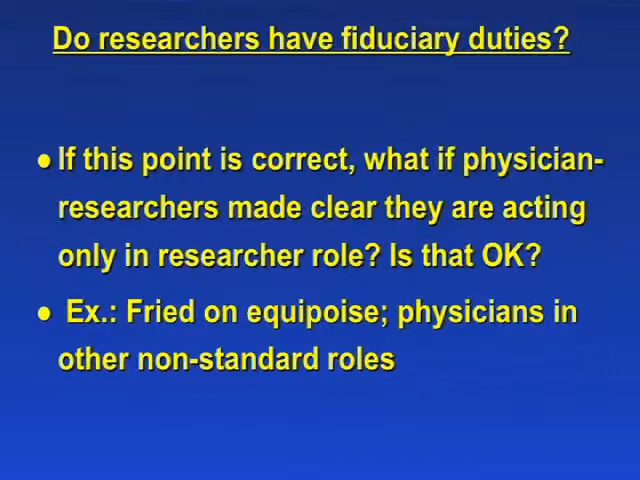 Do researchers have fiduciary duties?
● If this point is correct, what if physician-
researchers made clear they are acting
only in researcher role? Is that OK?
● Ex.: Fried on equipoise; physicians in
other non-standard roles